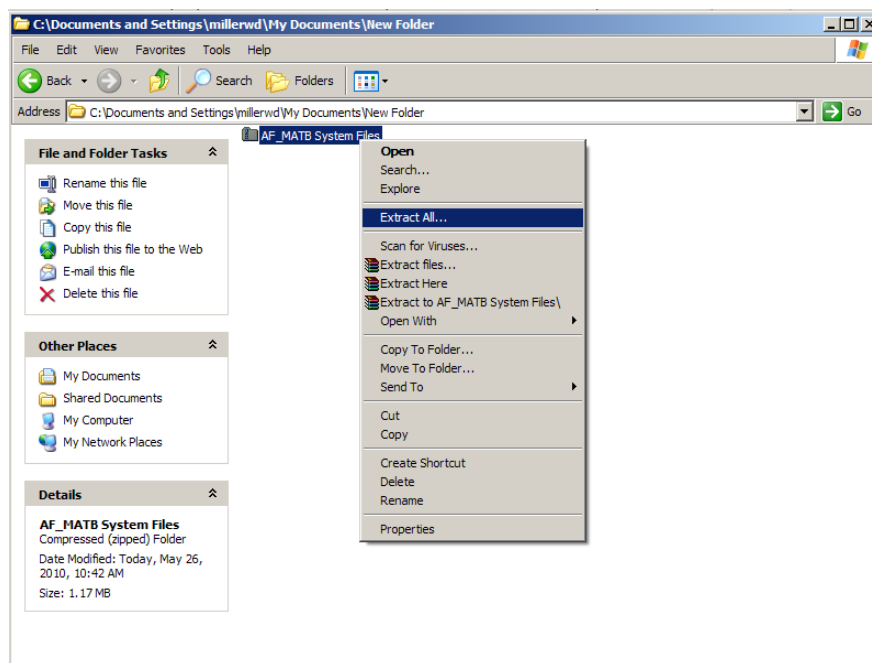 C:\Documents and Settings\millerwd\My Documents\New Folder
File Edit View Favorites Tools Help
Back Search Folders
Address C:\Documents and Settings\millerwd\My Documents\New Folder Go
File and Folder Tasks
Rename this file
Move this file
Copy this file
Publish this file to the Web
E-mail this file
Delete this file
Other Places
My Documents
Shared Documents
My Computer
My Network Places
Details
AF_MATB System Files
Compressed (zipped) Folder
Date Modified: Today, May 26,
2010, 10:42 AM
Size: 1.17 MB
AF_MATB System Files
Open
Search...
Explore
Extract All...
Scan for Viruses...
Extract files...
Extract Here
Extract to AF_MATB System Files\
Open With
Copy To Folder...
Move To Folder...
Send To
Cut
Copy
Create Shortcut
Delete
Rename
Properties